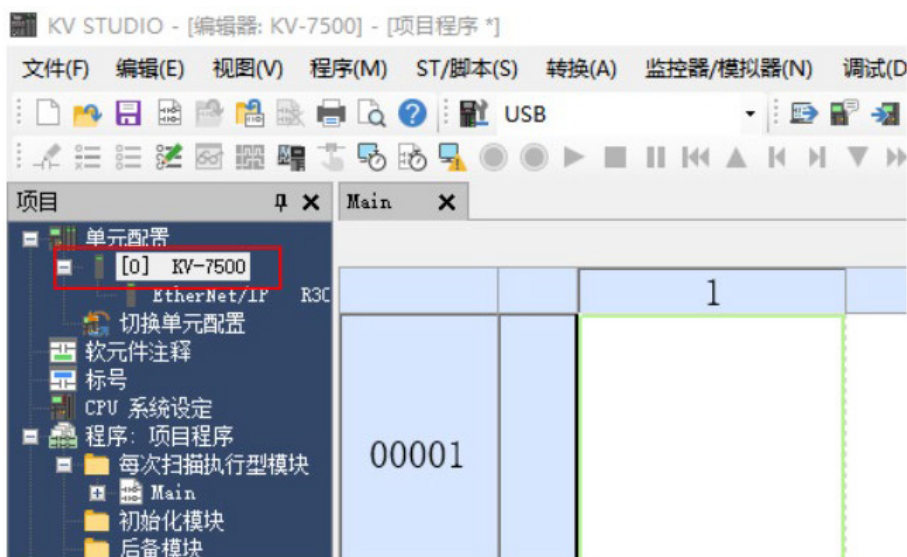 KV STUDIO - [编辑器: KV-7500] - [项目程序 *]
文件(F) 编辑(E) 视图(V) 程序(M) ST/脚本(S) 转换(A) 监控器/模拟器(N) 调试(D
USB
项目
Main
单元配置
[0] KV-7500
EtherNet/IP R30
切换单元配置
软元件注释
标号
CPU 系统设定
程序: 项目程序
每次扫描执行型模块
Main
初始化模块
后备模块
1
00001